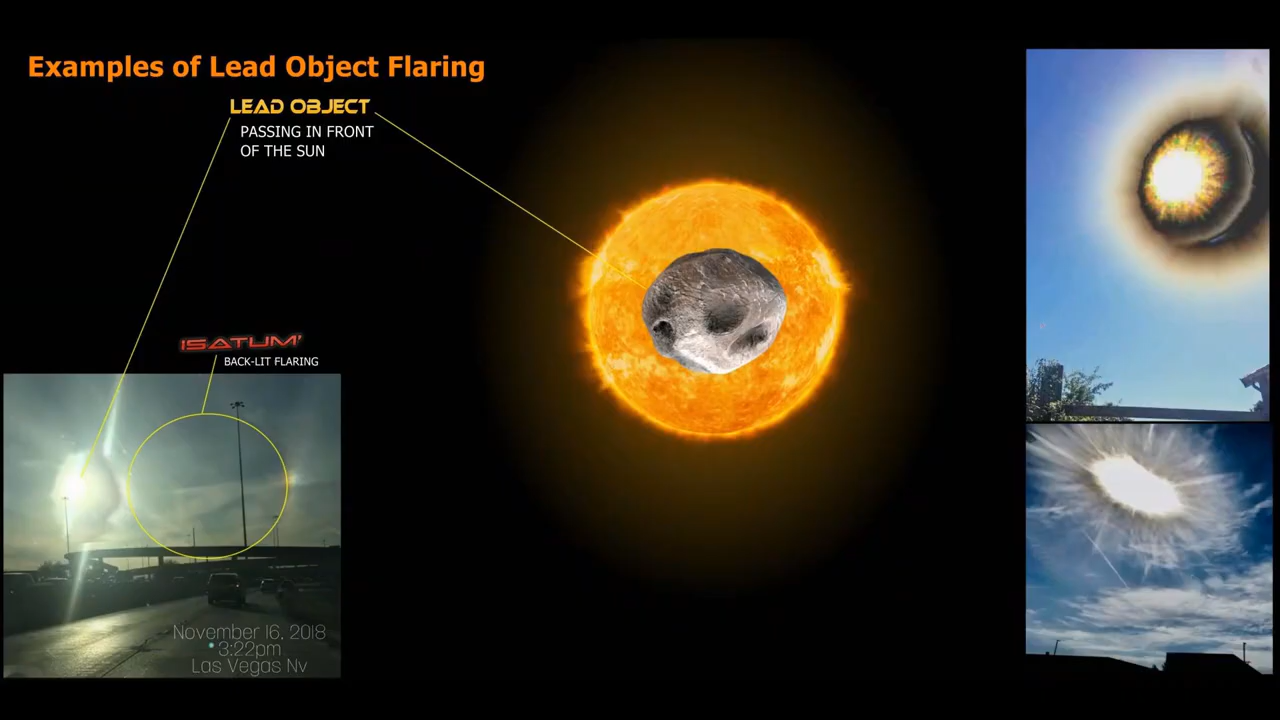 Examples of Lead Object Flaring
LEAD OBJECT
PASSING IN FRONT
OF THE SUN
ISATUM'
BACK-LIT FLARING
November 16, 2018
3:22pm
Las Vegas Nv